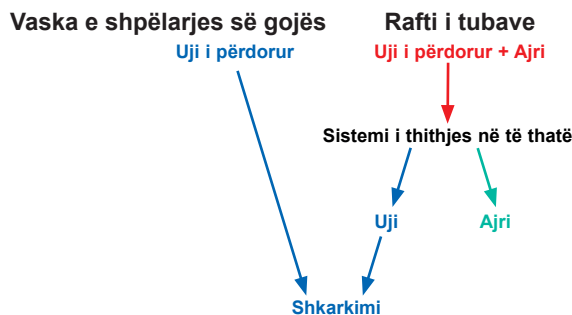 Vaska e shpëlarjes së gojës
Rafti i tubave
Uji i përdorur
Uji i përdorur + Ajri
Sistemi i thithjes në të thatë
Uji
Ajri
Shkarkimi